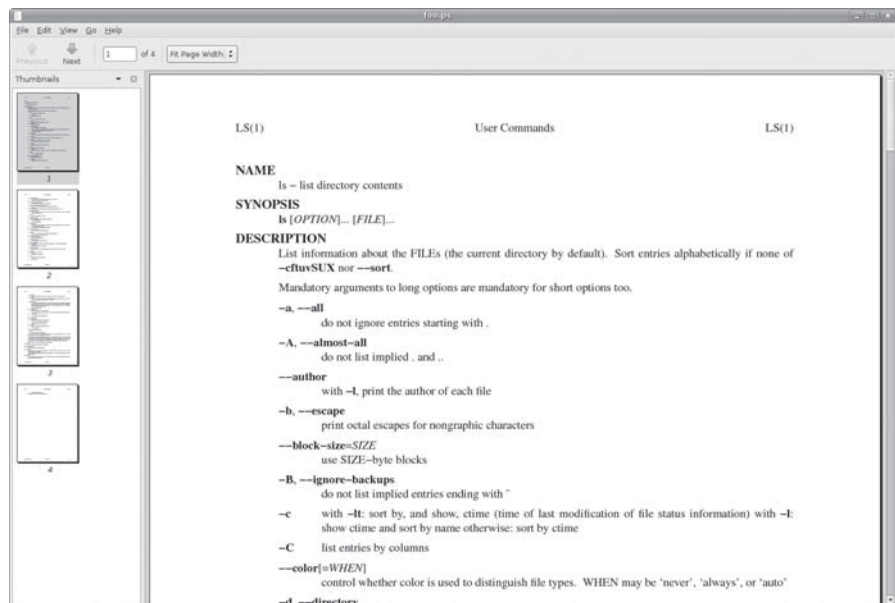 foo.ps
File Edit View Go Help
Previous Next 1 of 4 Fit Page Width
Thumbnails
1
2
3
4
LS(1) User Commands LS(1)
NAME
ls − list directory contents
SYNOPSIS
ls [OPTION]... [FILE]...
DESCRIPTION
List information about the FILEs (the current directory by default). Sort entries alphabetically if none of
−cftuvSUX nor −−sort.
Mandatory arguments to long options are mandatory for short options too.
−a, −−all
do not ignore entries starting with .
−A, −−almost−all
do not list implied . and ..
−−author
with −l, print the author of each file
−b, −−escape
print octal escapes for nongraphic characters
−−block−size=SIZE
use SIZE−byte blocks
−B, −−ignore−backups
do not list implied entries ending with ~
−c with −lt: sort by, and show, ctime (time of last modification of file status information) with −l:
show ctime and sort by name otherwise: sort by ctime
−C list entries by columns
−−color[=WHEN]
control whether color is used to distinguish file types. WHEN may be ‘never’, ‘always’, or ‘auto’
−d, −−directory